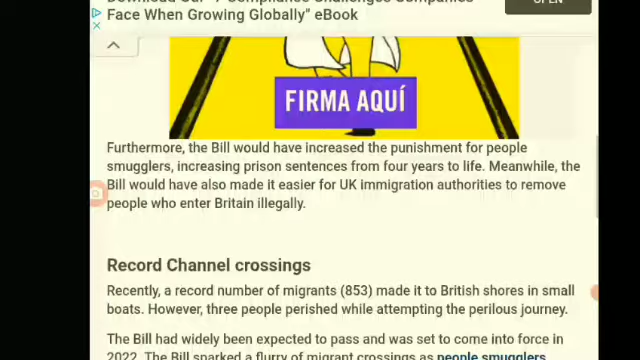 Face When Growing Globally" eBook
FIRMA AQUÍ
Furthermore, the Bill would have increased the punishment for people
smugglers, increasing prison sentences from four years to life. Meanwhile, the
Bill would have also made it easier for UK immigration authorities to remove
people who enter Britain illegally.
Record Channel crossings
Recently, a record number of migrants (853) made it to British shores in small
boats. However, three people perished while attempting the perilous journey.
The Bill had widely been expected to pass and was set to come into force in
2022. The Bill sparked a flurry of migrant crossings as people smugglers